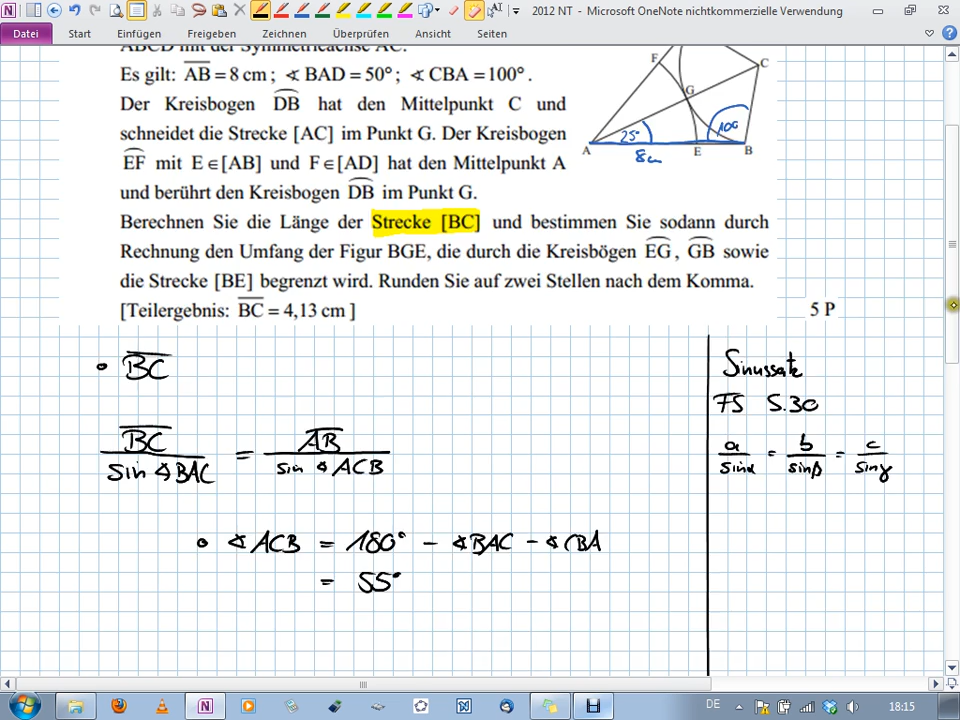 2012 NT - Microsoft OneNote nichtkommerzielle Verwendung
Datei Start Einfügen Freigeben Zeichnen Überprüfen Ansicht Seiten
ABCD mit der Symmetrieachse AC.
Es gilt: AB = 8 cm ; ∢ BAD = 50° ; ∢ CBA = 100° .
Der Kreisbogen DB hat den Mittelpunkt C und
schneidet die Strecke [AC] im Punkt G. Der Kreisbogen
EF mit E∈[AB] und F∈[AD] hat den Mittelpunkt A
und berührt den Kreisbogen DB im Punkt G.
F C
G
25° 100
A E B
8cm
Berechnen Sie die Länge der Strecke [BC] und bestimmen Sie sodann durch
Rechnung den Umfang der Figur BGE, die durch die Kreisbögen EG , GB sowie
die Strecke [BE] begrenzt wird. Runden Sie auf zwei Stellen nach dem Komma.
[Teilergebnis: BC = 4,13 cm ] 5 P
• BC
BC / sin ∢BAC = AB / sin ∢ACB
• ∢ACB = 180° - ∢BAC - ∢CBA
= 55°
Sinussatz
FS S.30
a / sinα = b / sinβ = c / sinγ
DE 18:15